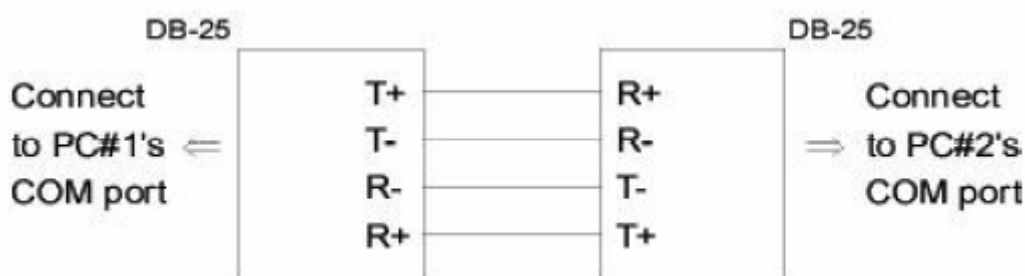 DB-25
DB-25
Connect
to PC#1's
COM port
T+
T-
R-
R+
R+
R-
T-
T+
Connect
to PC#2's
COM port